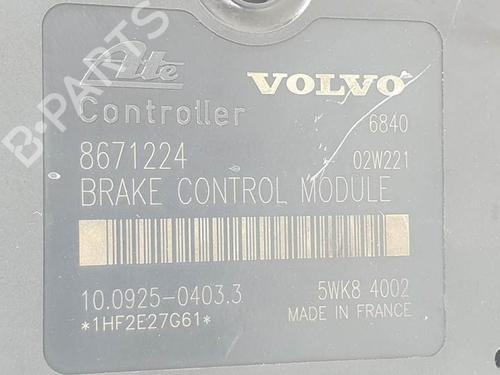 Ate VOLVO
Controller 6840
8671224 02W221
BRAKE CONTROL MODULE
10.0925-0403.3 5WK8 4002
*1HF2E27G61* MADE IN FRANCE
B-PARTS